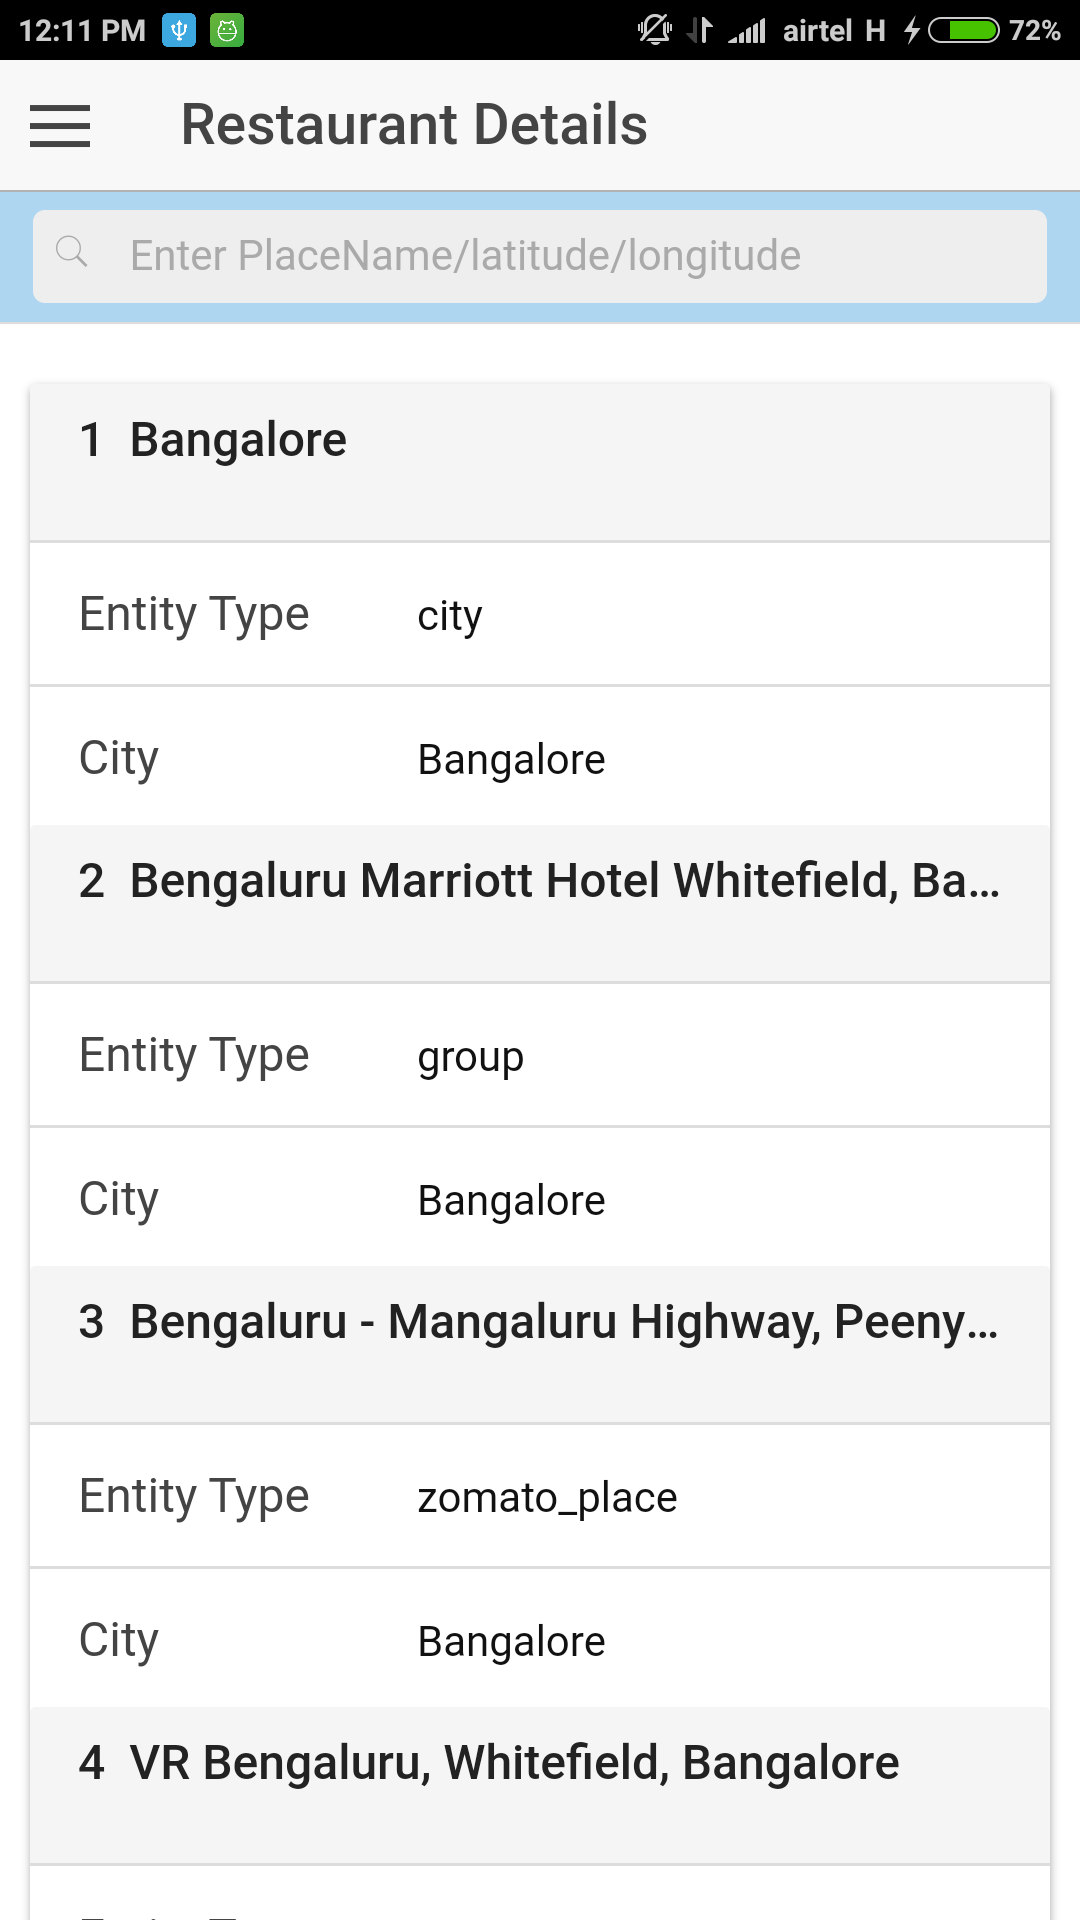 12:11 PM airtel H 72%
Restaurant Details
Enter PlaceName/latitude/longitude
1 Bangalore
Entity Type city
City Bangalore
2 Bengaluru Marriott Hotel Whitefield, Ba...
Entity Type group
City Bangalore
3 Bengaluru - Mangaluru Highway, Peeny...
Entity Type zomato_place
City Bangalore
4 VR Bengaluru, Whitefield, Bangalore